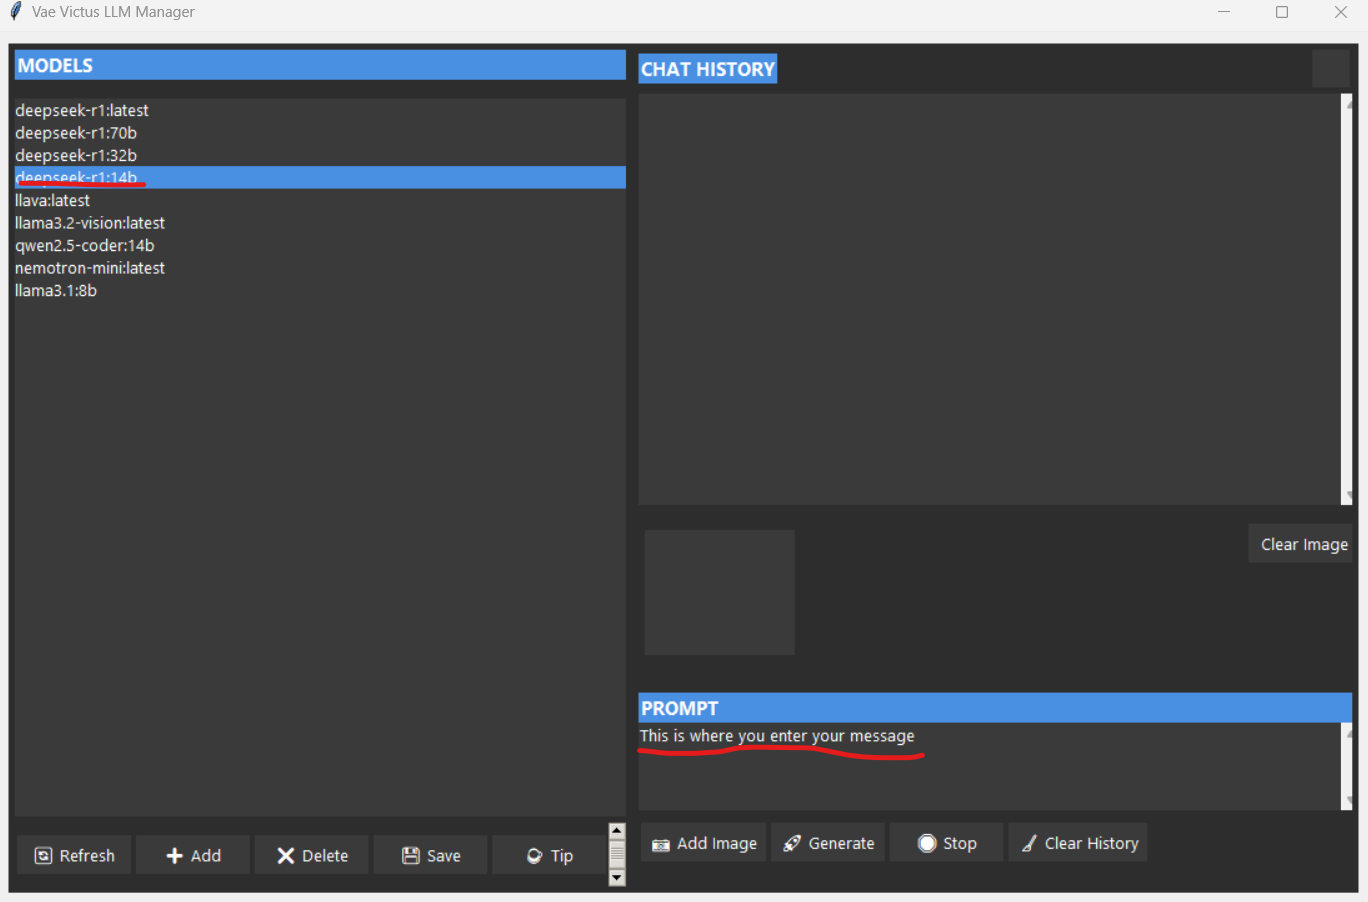 Vae Victus LLM Manager
MODELS
deepseek-r1:latest
deepseek-r1:70b
deepseek-r1:32b
deepseek-r1:14b
llava:latest
llama3.2-vision:latest
qwen2.5-coder:14b
nemotron-mini:latest
llama3.1:8b
Refresh
Add
Delete
Save
Tip
CHAT HISTORY
Clear Image
PROMPT
This is where you enter your message
Add Image
Generate
Stop
Clear History